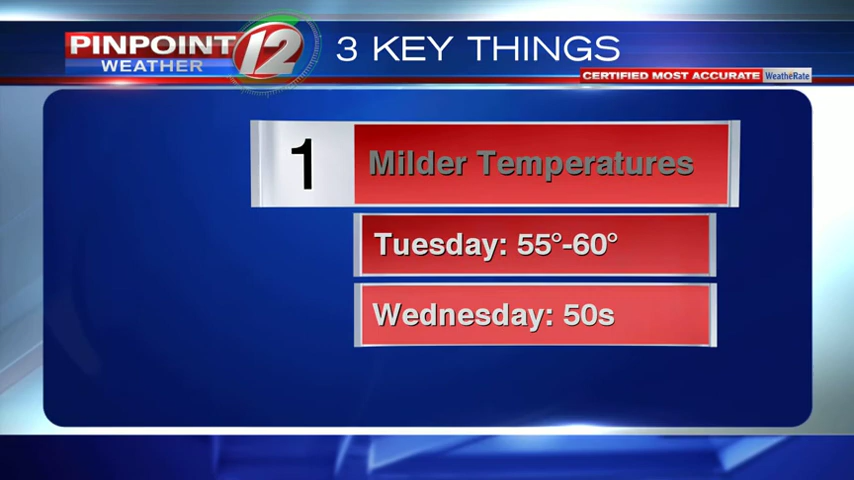 PINPOINT 12 3 KEY THINGS
WEATHER
CERTIFIED MOST ACCURATE WeatheRate
1 Milder Temperatures
Tuesday: 55°-60°
Wednesday: 50s